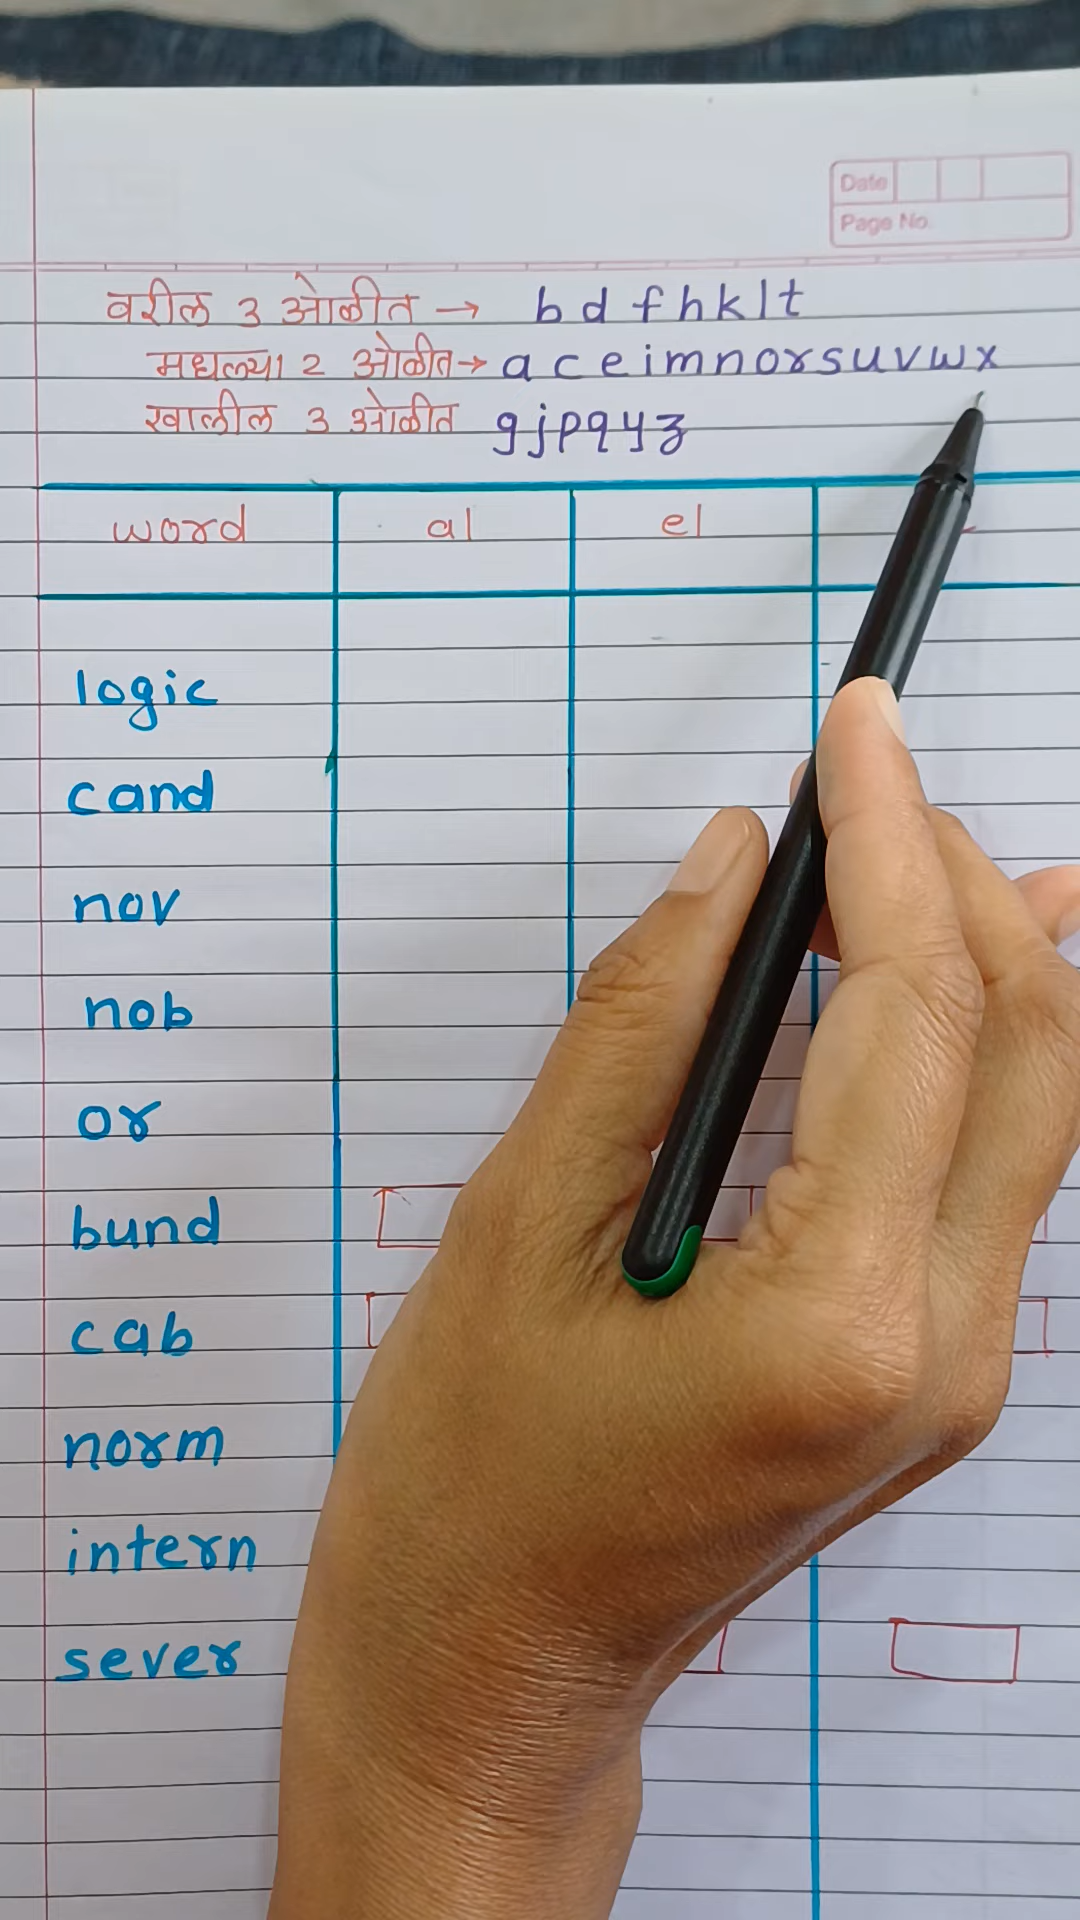 Date
Page No.
वरील 3 ओळीत → b d f h k l t
मधल्या 2 ओळीत → a c e i m n o r s u v w x
खालील 3 ओळीत g j p q y z
word al el
logic
cand
nov
nob
or
bund
cab
norm
intern
sever